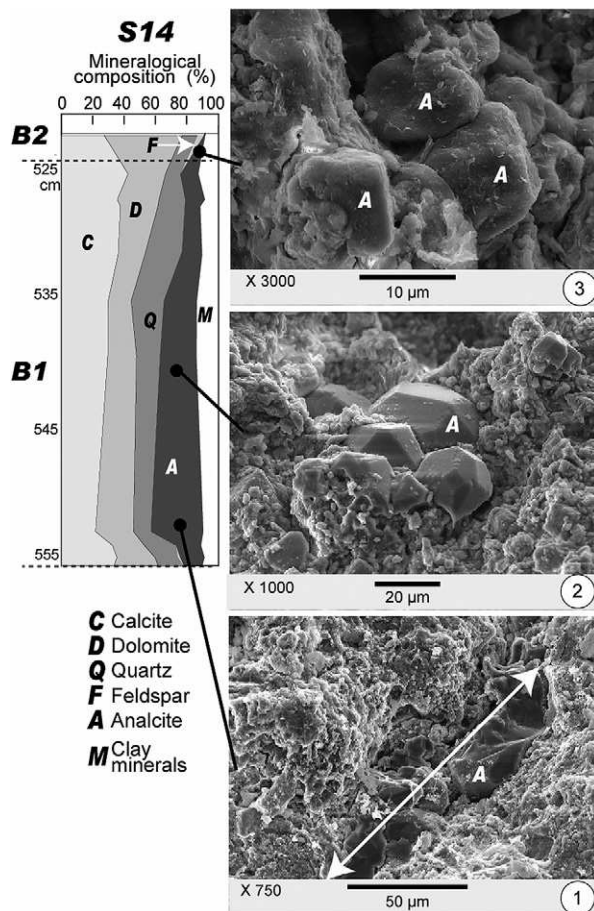 S14
Mineralogical
composition (%)
0 20 40 60 80 100
B2
F
525
cm
D
C
535
Q
M
B1
545
A
555
C Calcite
D Dolomite
Q Quartz
F Feldspar
A Analcite
M Clay
minerals
A
A
A
X 3000
10 µm
3
A
X 1000
20 µm
2
A
X 750
50 µm
1